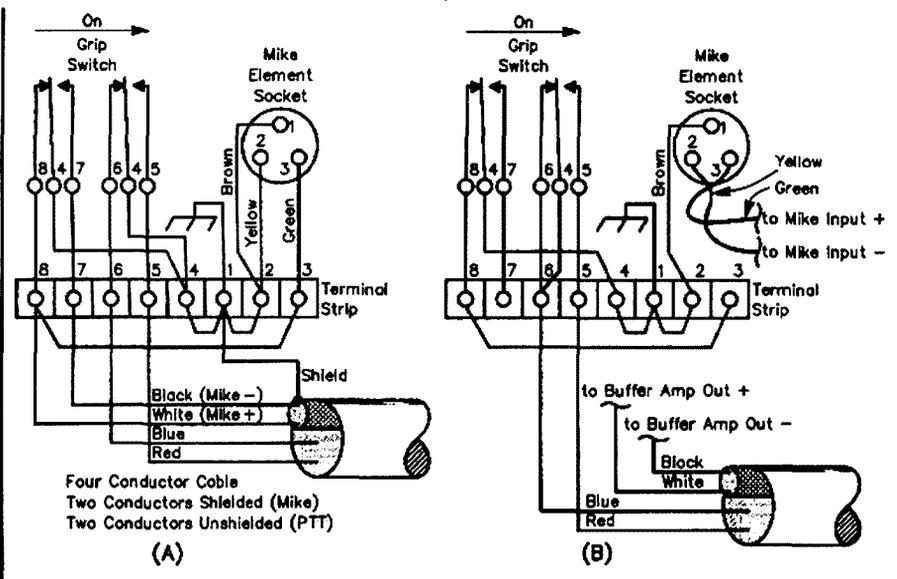 On
Grip
Switch
Mike
Element
Socket
1
2
3
8 4 7 6 4 5
Brown
Yellow
Green
8 7 6 5 4 1 2 3
Terminal
Strip
Shield
Black (Mike -)
White (Mike +)
Blue
Red
Four Conductor Cable
Two Conductors Shielded (Mike)
Two Conductors Unshielded (PTT)
(A)
On
Grip
Switch
Mike
Element
Socket
1
2
3
8 4 7 6 4 5
Brown
Yellow
Green
to Mike Input +
to Mike Input -
8 7 6 5 4 1 2 3
Terminal
Strip
to Buffer Amp Out +
to Buffer Amp Out -
Black
White
Blue
Red
(B)